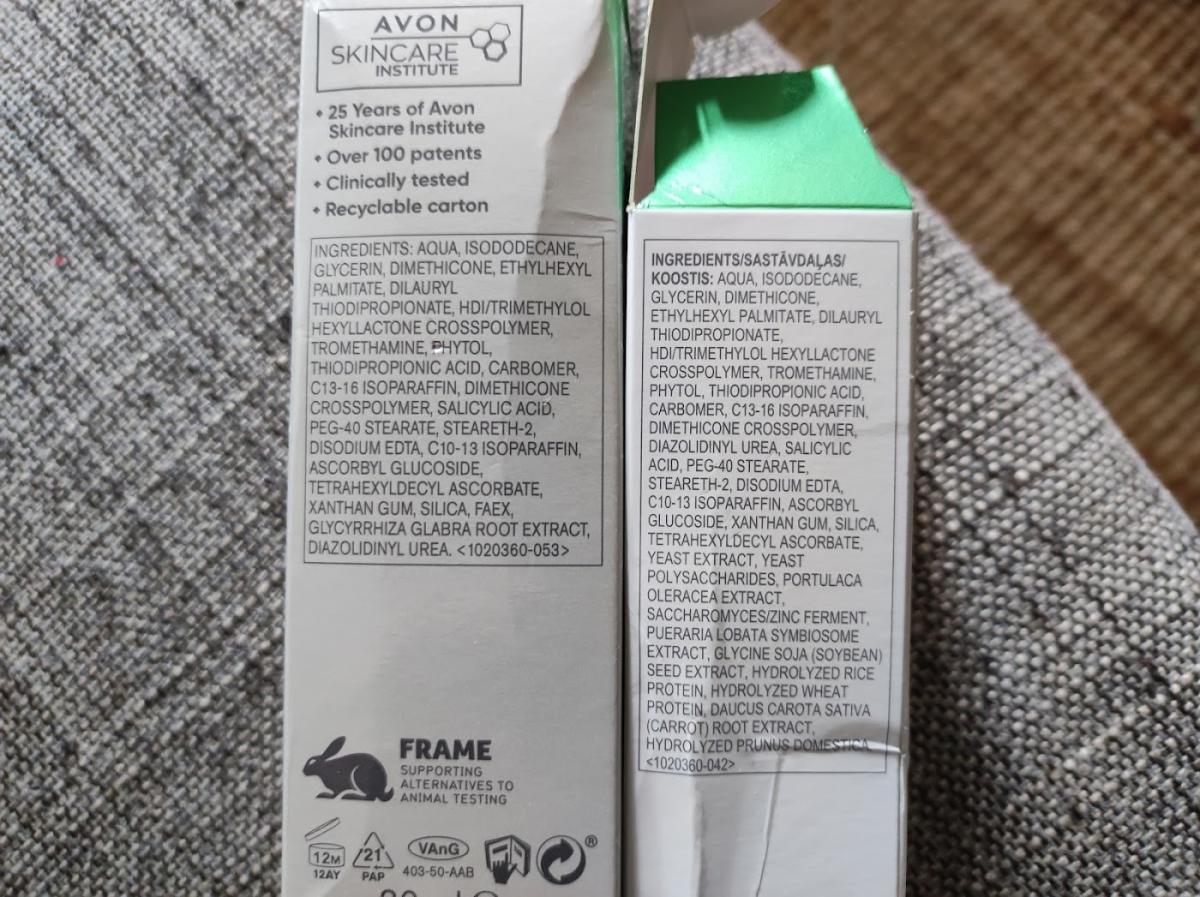 AVON
SKINCARE
INSTITUTE
• 25 Years of Avon
Skincare Institute
• Over 100 patents
• Clinically tested
• Recyclable carton
INGREDIENTS: AQUA, ISODODECANE,
GLYCERIN, DIMETHICONE, ETHYLHEXYL
PALMITATE, DILAURYL
THIODIPROPIONATE, HDI/TRIMETHYLOL
HEXYLLACTONE CROSSPOLYMER,
TROMETHAMINE, PHYTOL,
THIODIPROPIONIC ACID, CARBOMER,
C13-16 ISOPARAFFIN, DIMETHICONE
CROSSPOLYMER, SALICYLIC ACID,
PEG-40 STEARATE, STEARETH-2,
DISODIUM EDTA, C10-13 ISOPARAFFIN,
ASCORBYL GLUCOSIDE,
TETRAHEXYLDECYL ASCORBATE,
XANTHAN GUM, SILICA, FAEX,
GLYCYRRHIZA GLABRA ROOT EXTRACT,
DIAZOLIDINYL UREA. <1020360-053>
FRAME
SUPPORTING
ALTERNATIVES TO
ANIMAL TESTING
12M
12AY
21
PAP
VAnG
403-50-AAB
®
INGREDIENTS/SASTĀVDAĻAS/
KOOSTIS: AQUA, ISODODECANE,
GLYCERIN, DIMETHICONE,
ETHYLHEXYL PALMITATE, DILAURYL
THIODIPROPIONATE,
HDI/TRIMETHYLOL HEXYLLACTONE
CROSSPOLYMER, TROMETHAMINE,
PHYTOL, THIODIPROPIONIC ACID,
CARBOMER, C13-16 ISOPARAFFIN,
DIMETHICONE CROSSPOLYMER,
DIAZOLIDINYL UREA, SALICYLIC
ACID, PEG-40 STEARATE,
STEARETH-2, DISODIUM EDTA,
C10-13 ISOPARAFFIN, ASCORBYL
GLUCOSIDE, XANTHAN GUM, SILICA,
TETRAHEXYLDECYL ASCORBATE,
YEAST EXTRACT, YEAST
POLYSACCHARIDES, PORTULACA
OLERACEA EXTRACT,
SACCHAROMYCES/ZINC FERMENT,
PUERARIA LOBATA SYMBIOSOME
EXTRACT, GLYCINE SOJA (SOYBEAN)
SEED EXTRACT, HYDROLYZED RICE
PROTEIN, HYDROLYZED WHEAT
PROTEIN, DAUCUS CAROTA SATIVA
(CARROT) ROOT EXTRACT,
HYDROLYZED PRUNUS DOMESTICA.
<1020360-042>